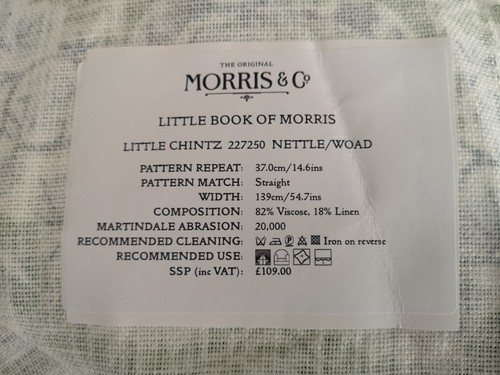 THE ORIGINAL
MORRIS & Co
LITTLE BOOK OF MORRIS
LITTLE CHINTZ 227250 NETTLE/WOAD
PATTERN REPEAT: 37.0cm/14.6ins
PATTERN MATCH: Straight
WIDTH: 139cm/54.7ins
COMPOSITION: 82% Viscose, 18% Linen
MARTINDALE ABRASION: 20,000
RECOMMENDED CLEANING: Iron on reverse
RECOMMENDED USE:
SSP (inc VAT): £109.00